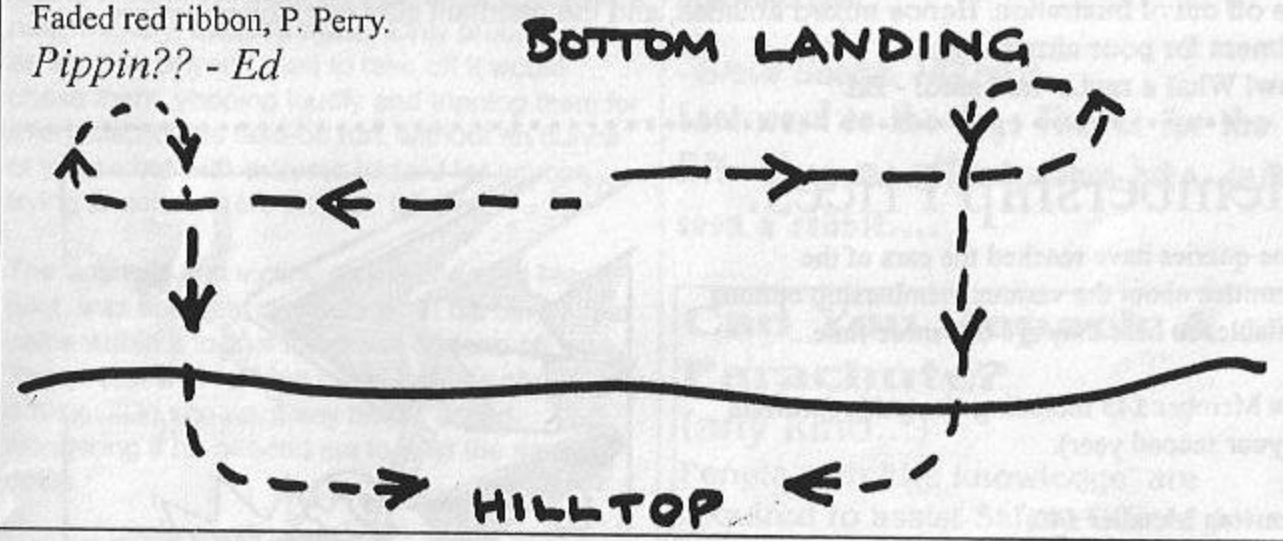 Faded red ribbon, P. Perry.
Pippin?? - Ed
BOTTOM LANDING
HILLTOP